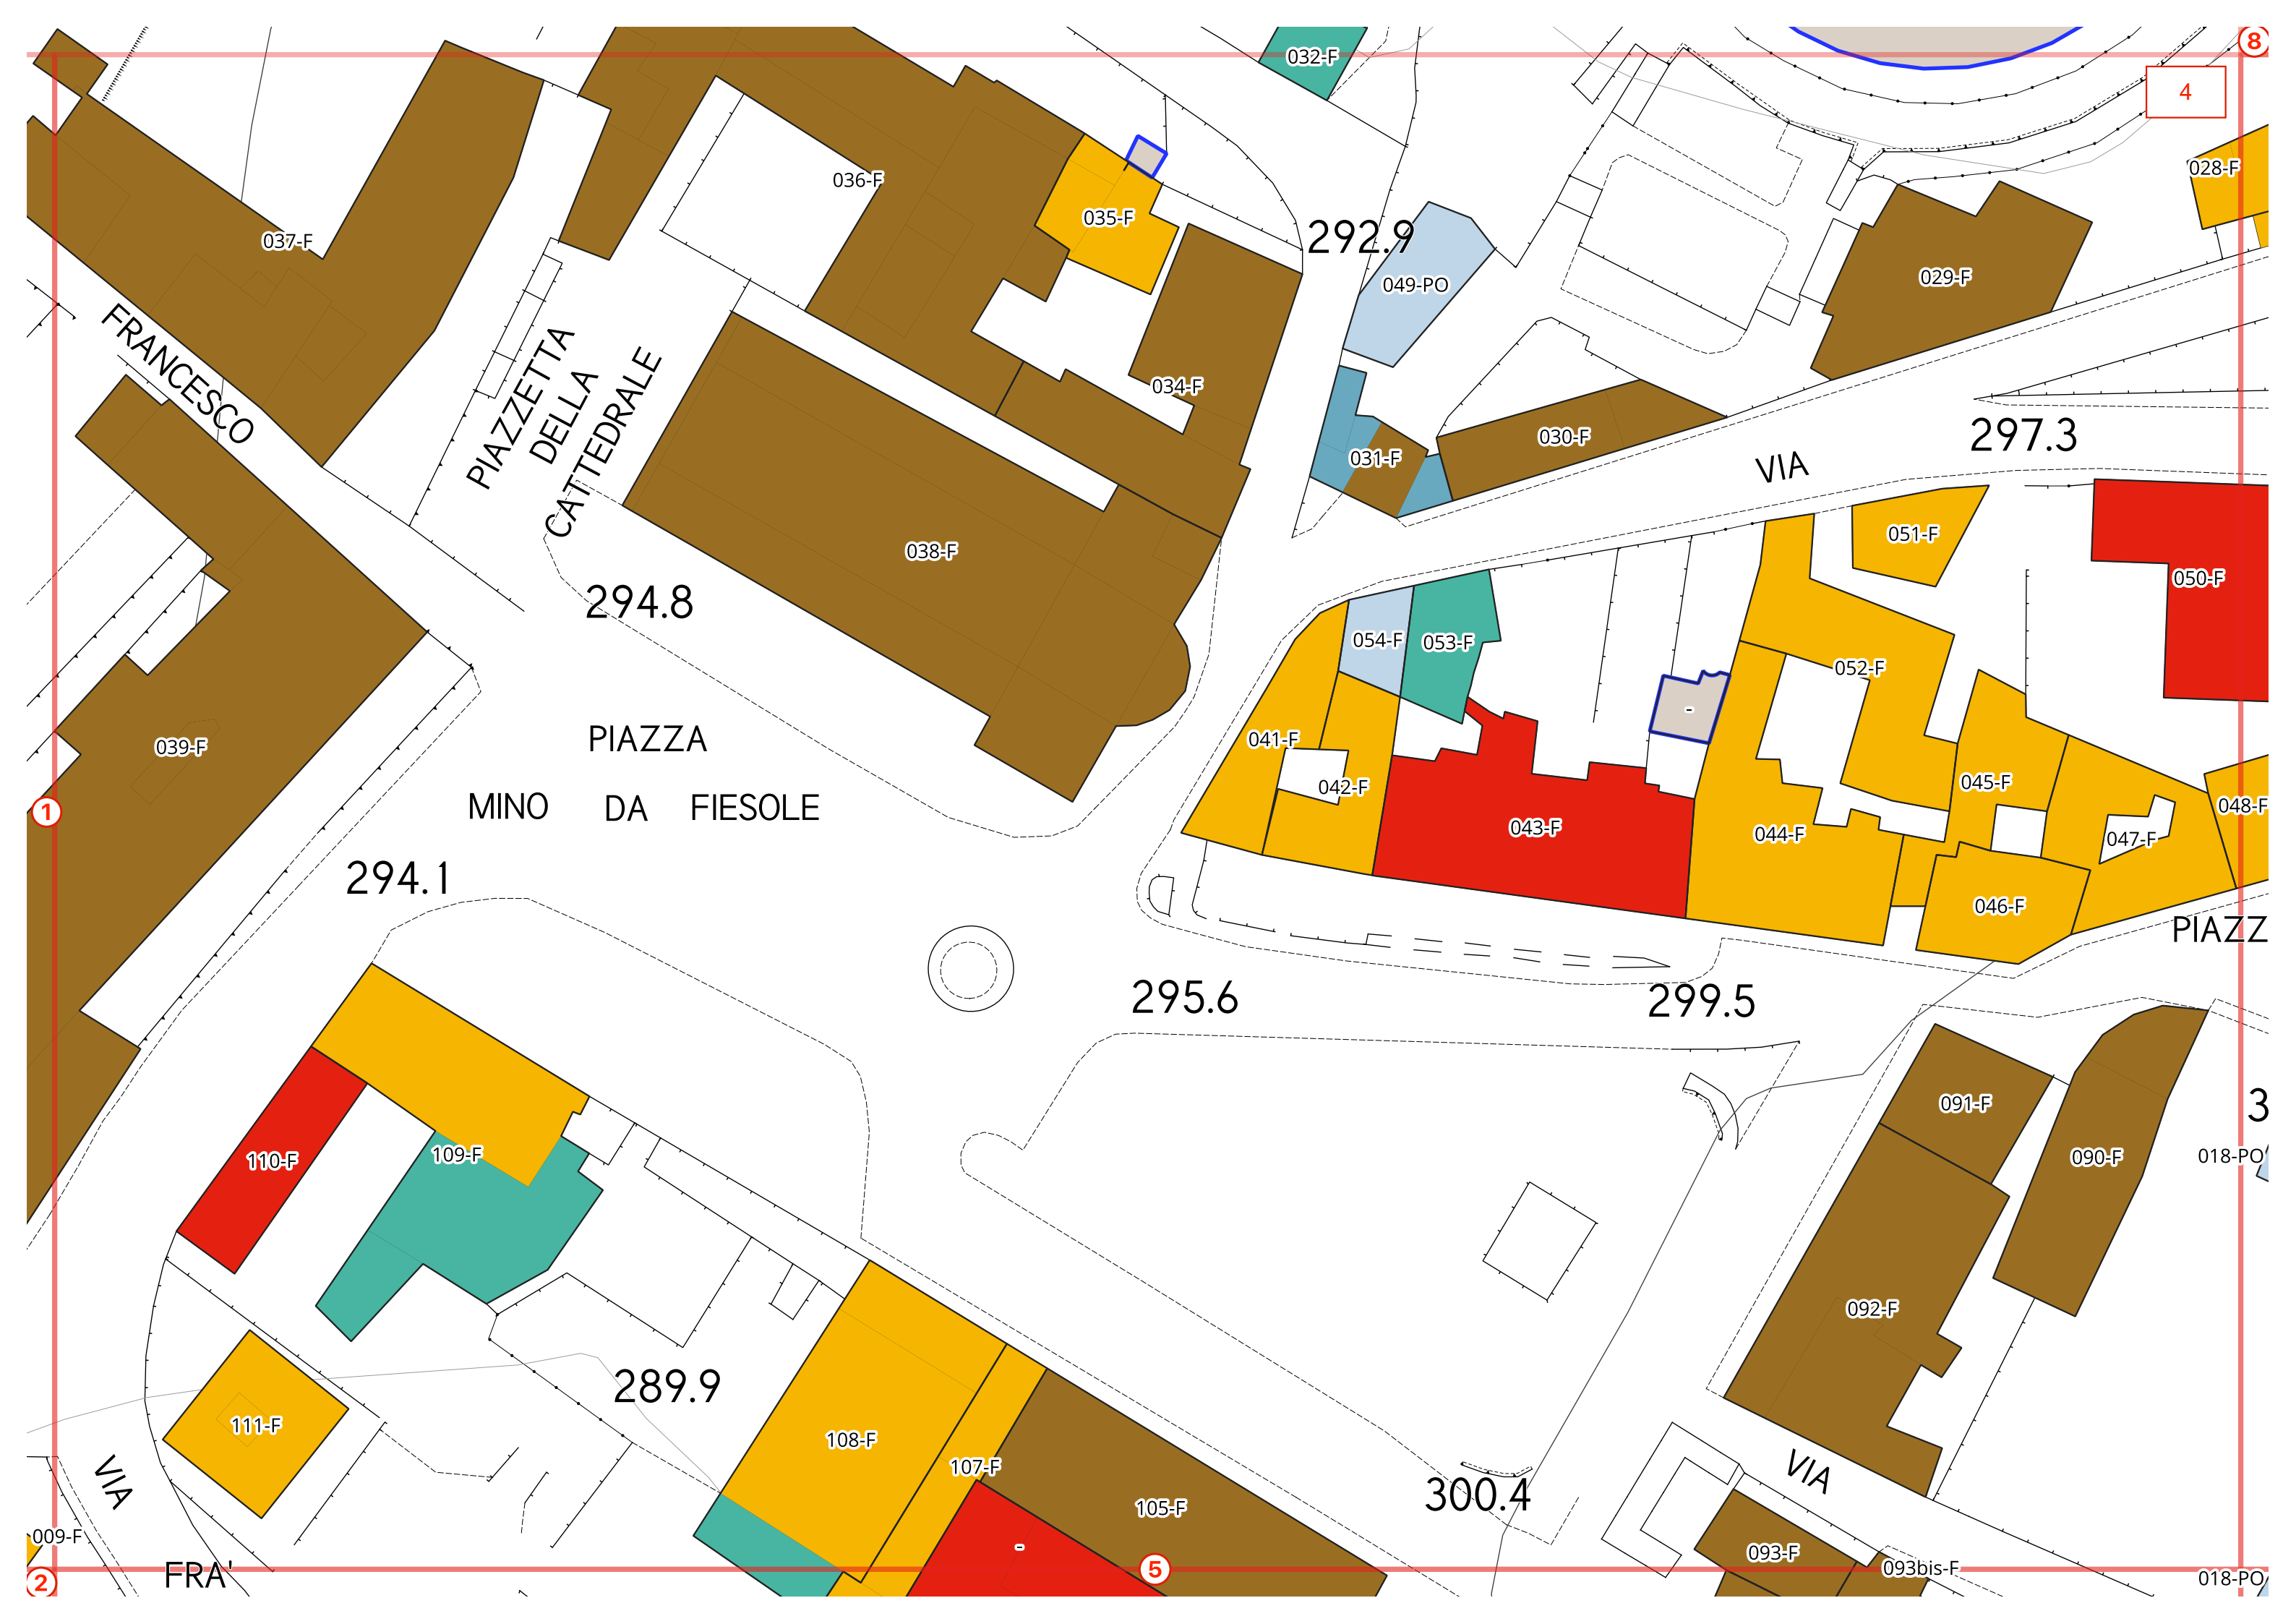 8
4
032-F
028-F
036-F
035-F
037-F
292.9
049-PO
029-F
FRANCESCO
PIAZZETTA
DELLA
CATTEDRALE
034-F
030-F
031-F
297.3
VIA
038-F
051-F
050-F
294.8
054-F
053-F
052-F
-
039-F
PIAZZA
MINO DA FIESOLE
041-F
042-F
043-F
044-F
045-F
047-F
048-F
1
294.1
046-F
PIAZZ
295.6
299.5
091-F
3
090-F
018-PO
109-F
110-F
092-F
289.9
111-F
108-F
107-F
105-F
300.4
VIA
VIA
009-F
-
093-F
093bis-F
FRA'
2
5
018-PO